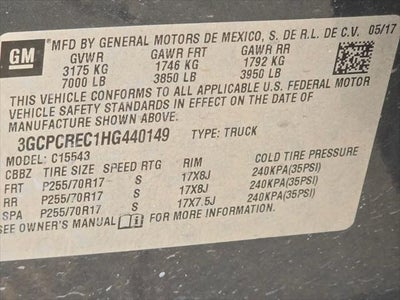 GM
MFD BY GENERAL MOTORS DE MEXICO, S. DE R.L. DE C.V. 05/17
GVWR GAWR FRT GAWR RR
3175 KG 1746 KG 1792 KG
7000 LB 3850 LB 3950 LB
THIS VEHICLE CONFORMS TO ALL APPLICABLE U.S. FEDERAL MOTOR
VEHICLE SAFETY STANDARDS IN EFFECT ON THE DATE OF
MANUFACTURE SHOWN ABOVE.
3GCPCREC1HG440149 TYPE: TRUCK
MODEL: C15543
CBBZ TIRE SIZE SPEED RTG RIM COLD TIRE PRESSURE
FRT P255/70R17 S 17X8J 240KPA(35PSI)
RR P255/70R17 S 17X8J 240KPA(35PSI)
SPA P255/70R17 S 17X7.5J 240KPA(35PSI)
SEE OWNER'S MANUAL FOR MORE INFORMATION.